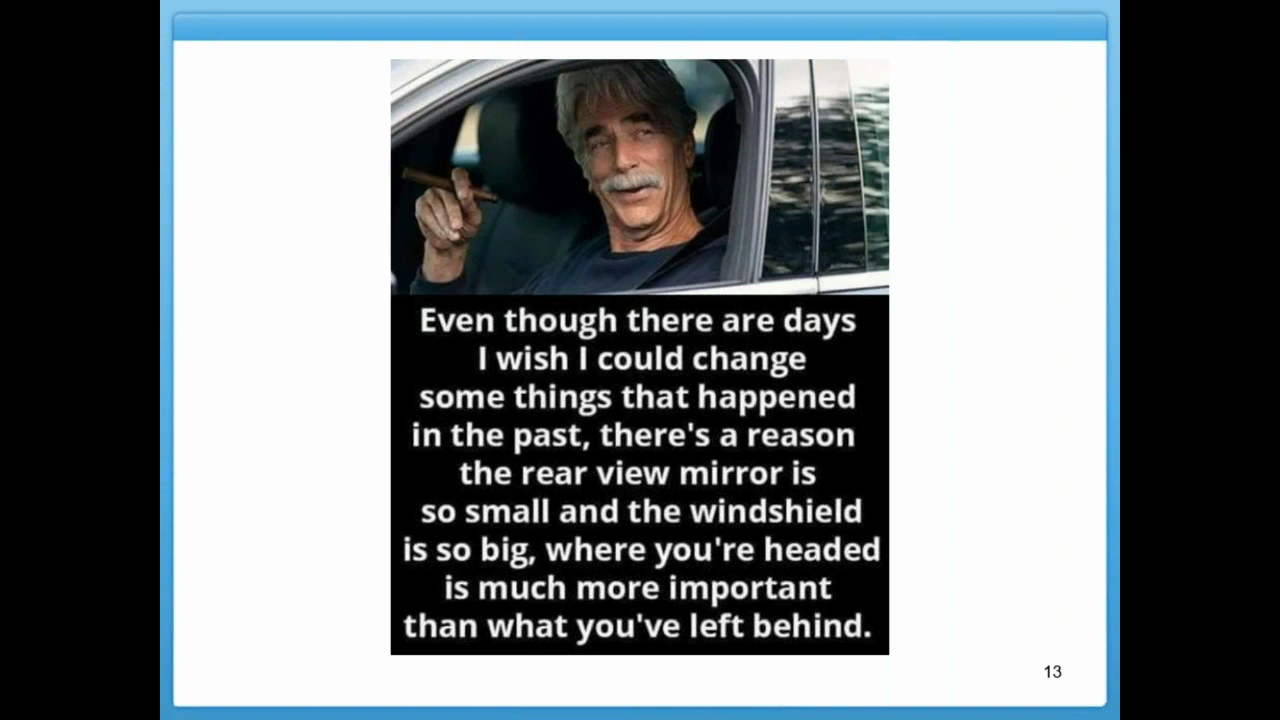 Even though there are days
I wish I could change
some things that happened
in the past, there's a reason
the rear view mirror is
so small and the windshield
is so big, where you're headed
is much more important
than what you've left behind.
13